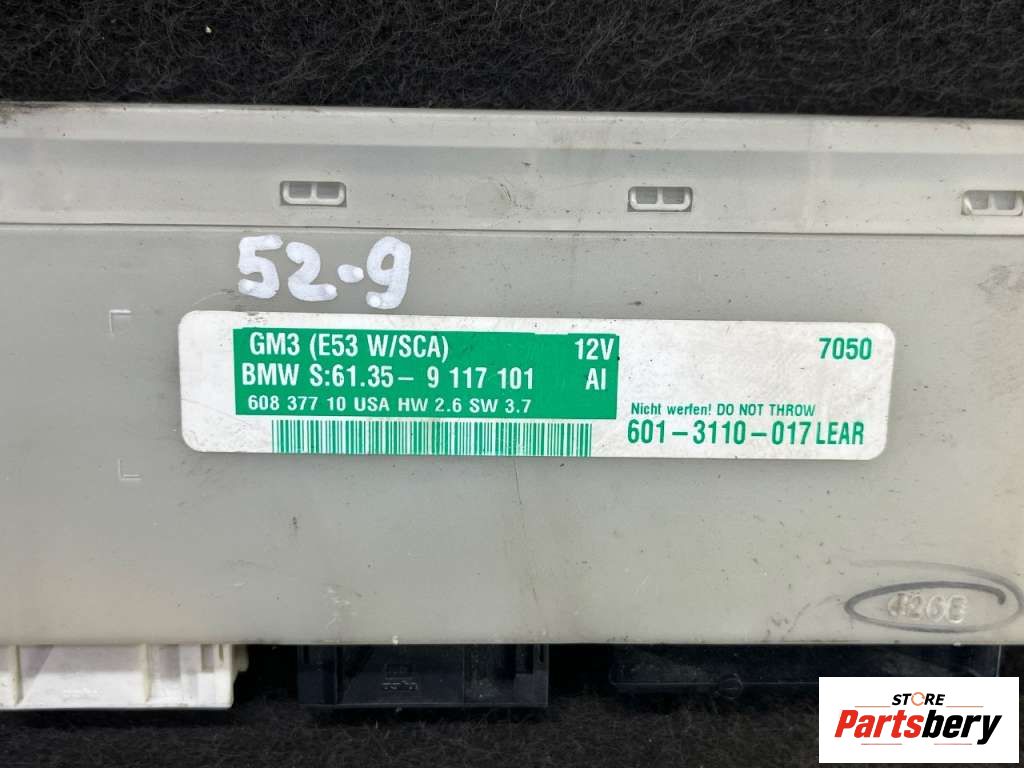 52-9
GM3 (E53 W/SCA) 12V
BMW S:61.35- 9 117 101 AI
608 377 10 USA HW 2.6 SW 3.7
7050
Nicht werfen! DO NOT THROW
601-3110-017 LEAR
426E
STORE
Partsbery